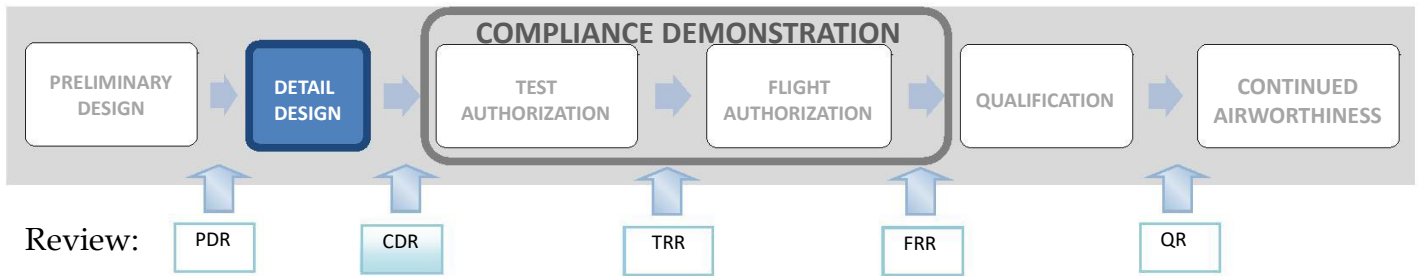 COMPLIANCE DEMONSTRATION
PRELIMINARY
DESIGN
DETAIL
DESIGN
TEST
AUTHORIZATION
FLIGHT
AUTHORIZATION
QUALIFICATION
CONTINUED
AIRWORTHINESS
Review:
PDR
CDR
TRR
FRR
QR